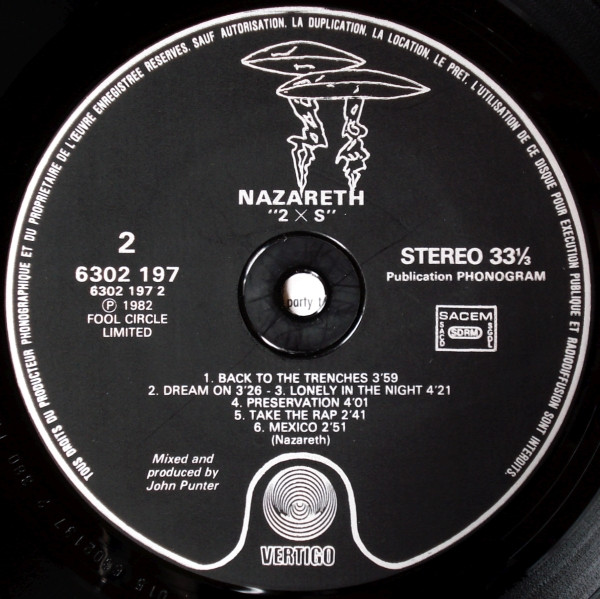 TOUS DROITS DU PRODUCTEUR PHONOGRAPHIQUE ET DU PROPRIETAIRE DE L'ŒUVRE ENREGISTREE RESERVES. SAUF AUTORISATION. LA DUPLICATION. LA LOCATION. LE PRET. L'UTILISATION DE CE DISQUE POUR EXECUTION PUBLIQUE ET RADIODIFFUSION SONT INTERDITS.
NAZARETH
"2 × S"
2
6302 197
6302 197 2
Ⓟ 1982
FOOL CIRCLE
LIMITED
STEREO 33⅓
Publication PHONOGRAM
SACEM
SACD
SDRM
SGDL
party t
1. BACK TO THE TRENCHES 3'59
2. DREAM ON 3'26 - 3. LONELY IN THE NIGHT 4'21
4. PRESERVATION 4'01
5. TAKE THE RAP 2'41
6. MEXICO 2'51
(Nazareth)
Mixed and
produced by
John Punter
VERTIGO